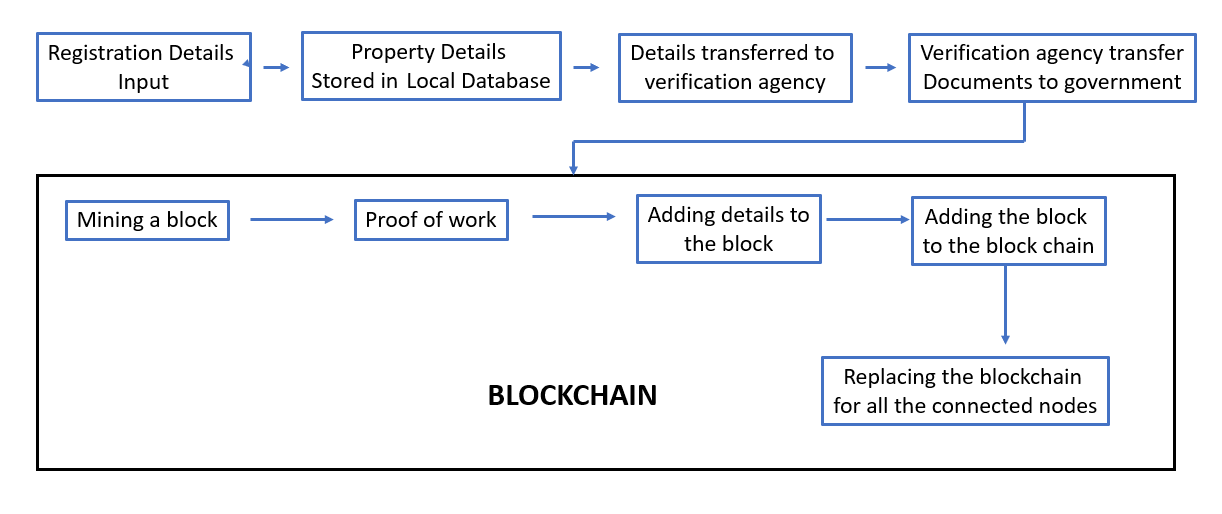 Registration Details
Input
Property Details
Stored in Local Database
Details transferred to
verification agency
Verification agency transfer
Documents to government
Mining a block
Proof of work
Adding details to
the block
Adding the block
to the block chain
Replacing the blockchain
for all the connected nodes
BLOCKCHAIN